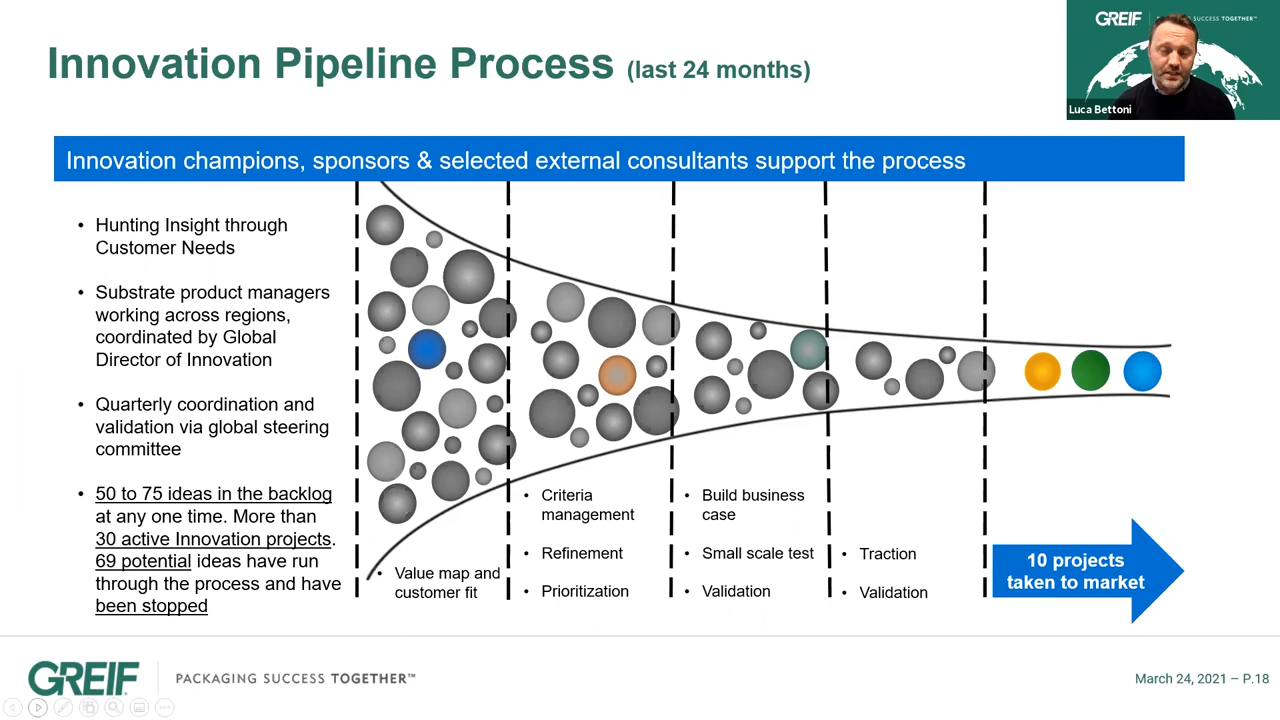 Innovation Pipeline Process (last 24 months)
GREIF
SUCCESS TOGETHER™
Luca Bettoni
Innovation champions, sponsors & selected external consultants support the process
• Hunting Insight through
Customer Needs
• Substrate product managers
working across regions,
coordinated by Global
Director of Innovation
• Quarterly coordination and
validation via global steering
committee
• 50 to 75 ideas in the backlog
at any one time. More than
30 active Innovation projects.
69 potential ideas have run
through the process and have
been stopped
• Value map and
customer fit
• Criteria
management
• Refinement
• Prioritization
• Build business
case
• Small scale test
• Validation
• Traction
• Validation
10 projects
taken to market
GREIF
PACKAGING SUCCESS TOGETHER™
March 24, 2021 – P.18